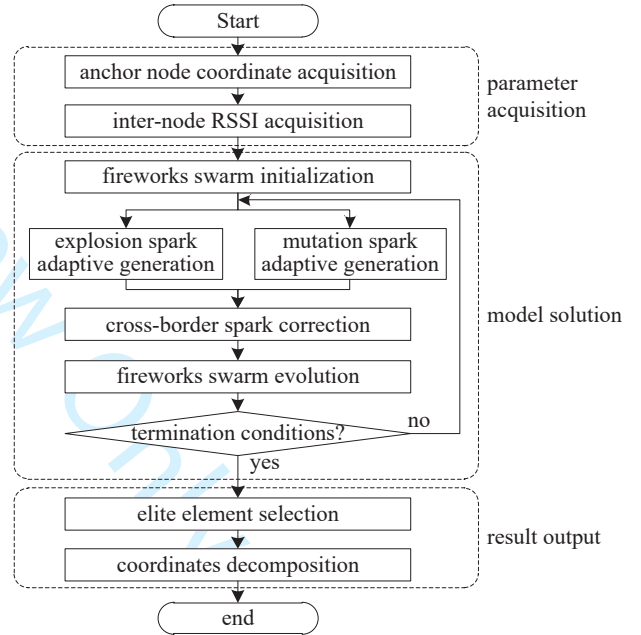 Start
anchor node coordinate acquisition
inter-node RSSI acquisition
parameter
acquisition
fireworks swarm initialization
explosion spark
adaptive generation
mutation spark
adaptive generation
cross-border spark correction
model solution
fireworks swarm evolution
termination conditions?
no
yes
elite element selection
result output
coordinates decomposition
end
ew Only